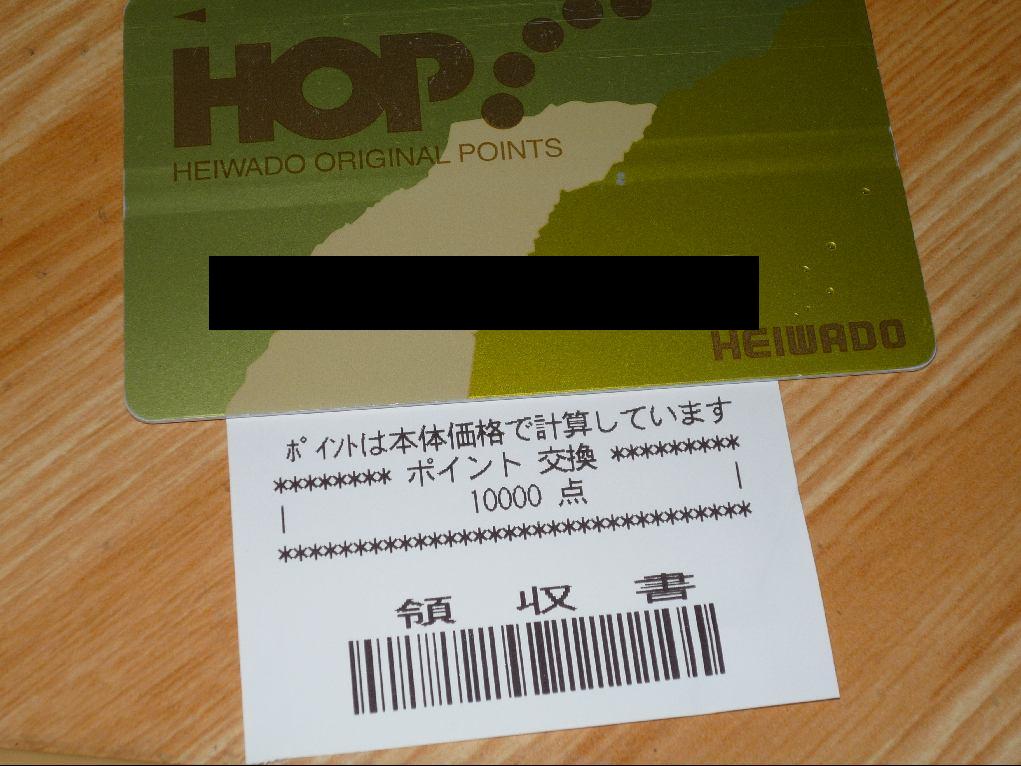 HOP
HEIWADO ORIGINAL POINTS
HEIWADO
ポイントは本体価格で計算しています
******** ポイント 交換 *********
| 10000 点 |
*******************************
領 収 書